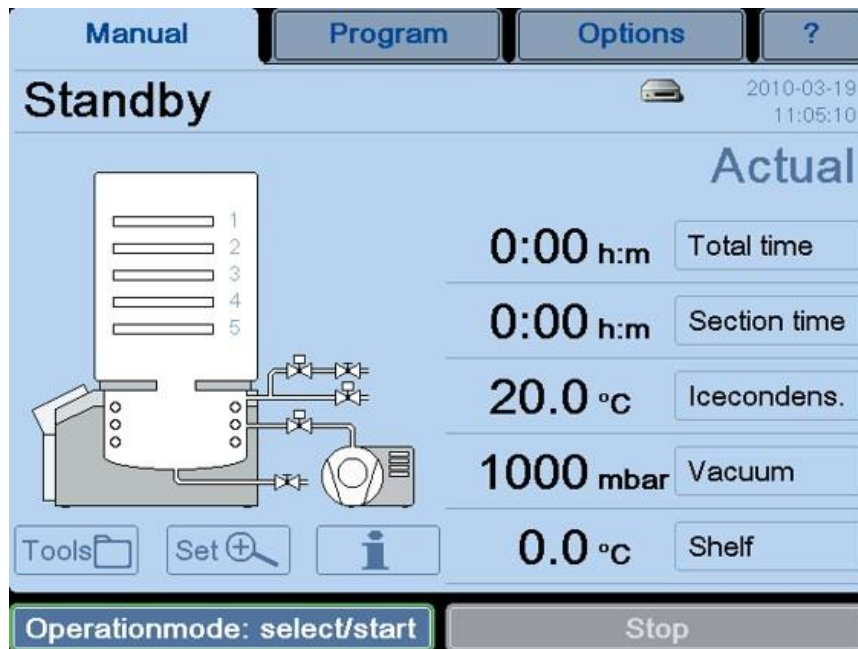 Manual Program Options ?
Standby
2010-03-19
11:05:10
Actual
1
2
3
4
5
0:00 h:m Total time
0:00 h:m Section time
20.0 °C Icecondens.
1000 mbar Vacuum
0.0 °C Shelf
Tools Set i
Operationmode: select/start Stop